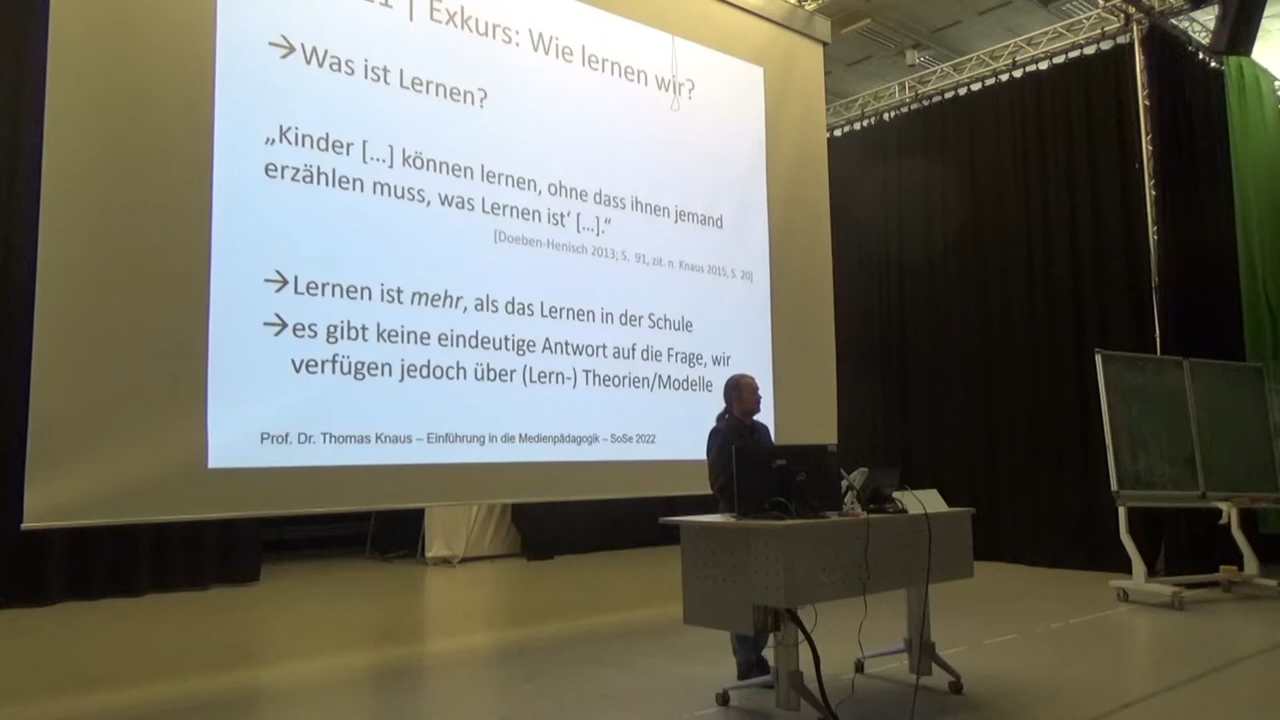 | Exkurs: Wie lernen wir?
→Was ist Lernen?
„Kinder [...] können lernen, ohne dass ihnen jemand
erzählen muss, was Lernen ist‘ [...].“
[Doeben-Henisch 2013; S. 91, zit. n. Knaus 2015, S. 20]
→Lernen ist mehr, als das Lernen in der Schule
→es gibt keine eindeutige Antwort auf die Frage, wir
verfügen jedoch über (Lern-) Theorien/Modelle
Prof. Dr. Thomas Knaus – Einführung in die Medienpädagogik – SoSe 2022